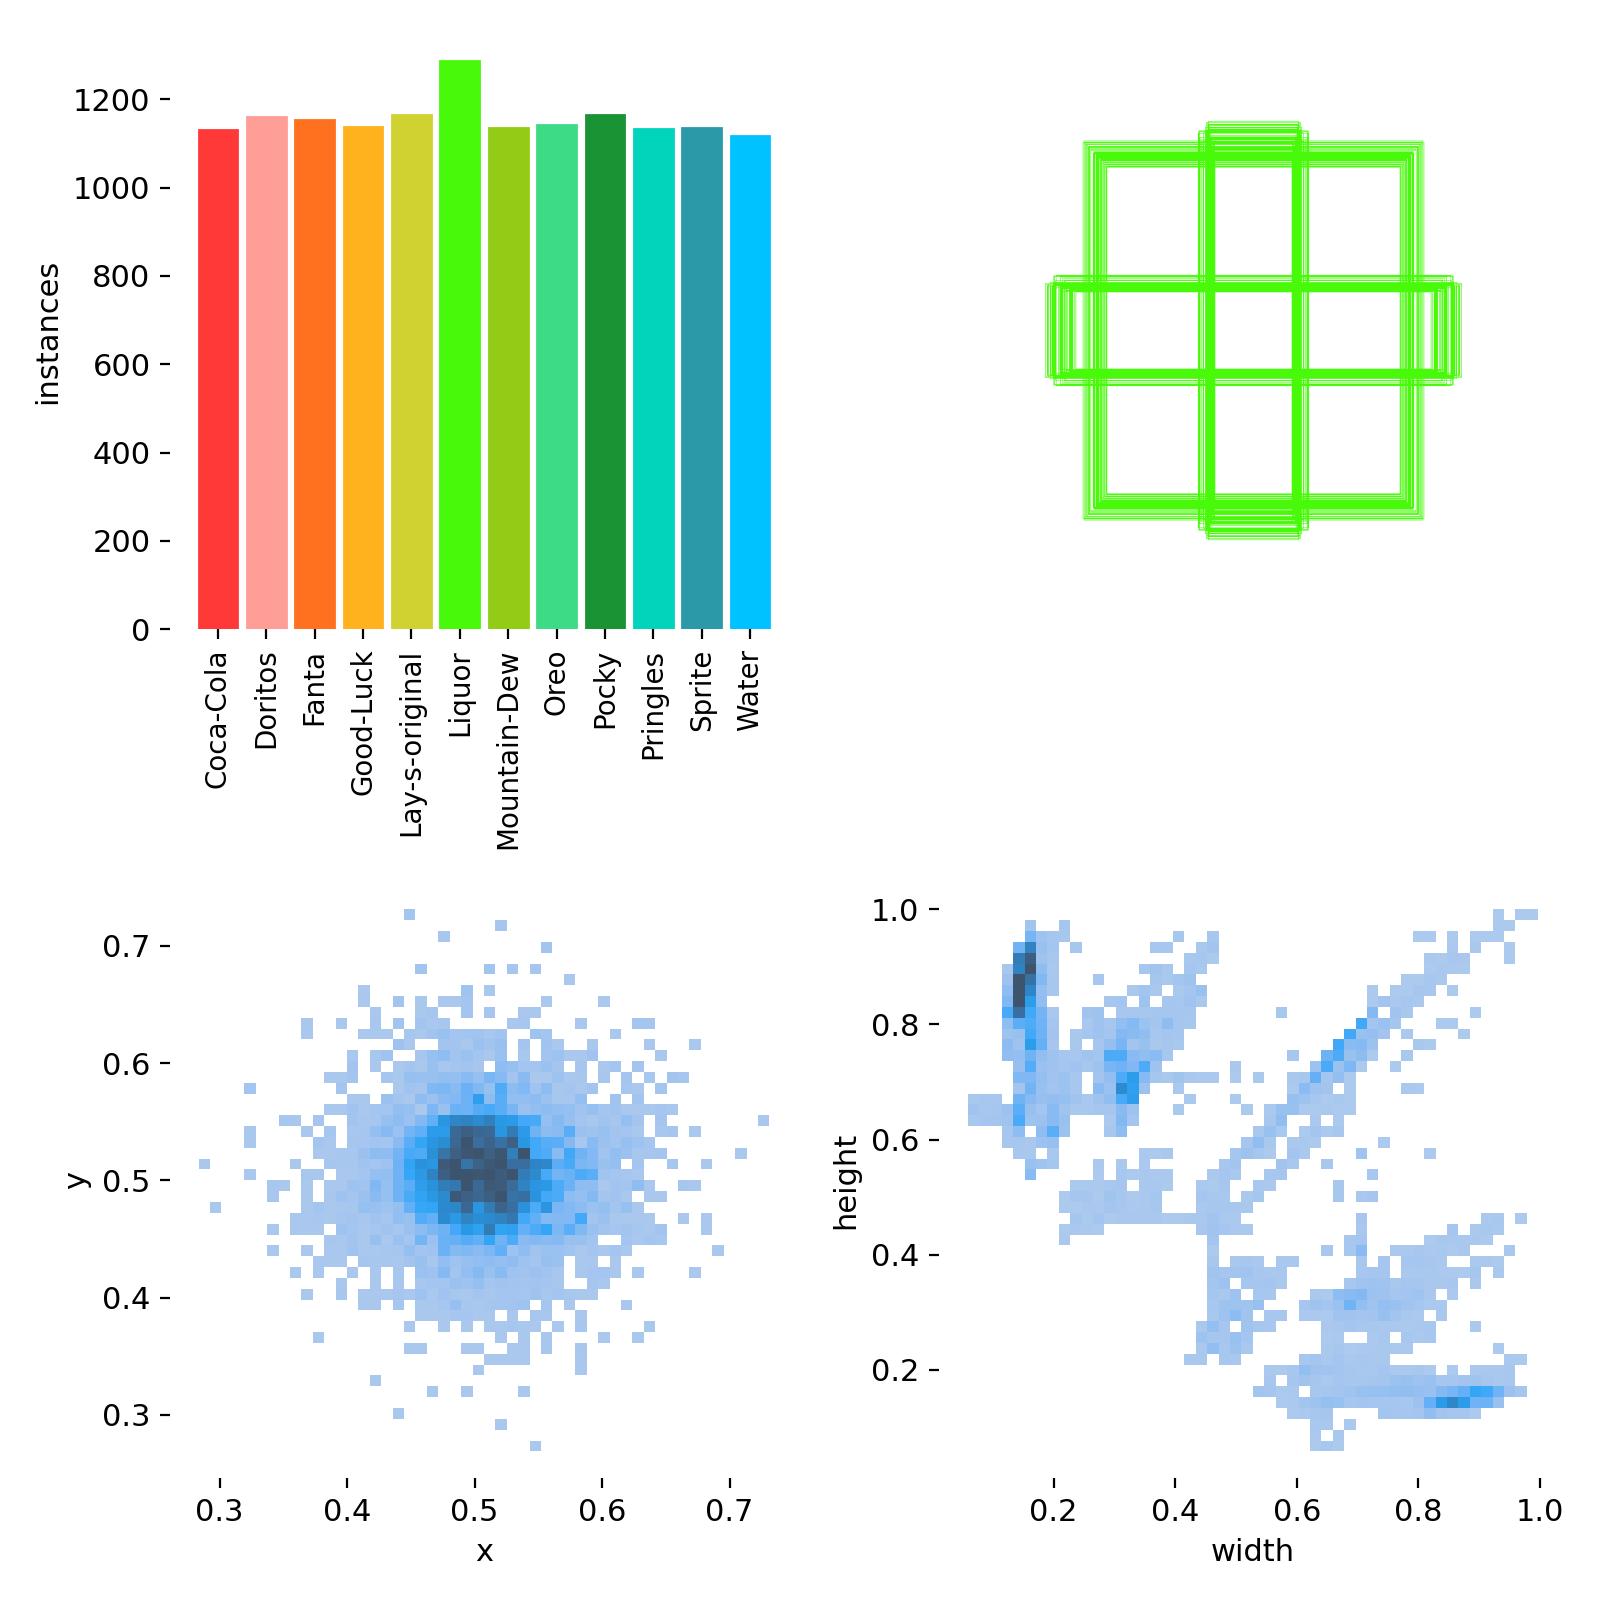 instances
1200
1000
800
600
400
200
0
Coca-Cola
Doritos
Fanta
Good-Luck
Lay-s-original
Liquor
Mountain-Dew
Oreo
Pocky
Pringles
Sprite
Water
y
0.7
0.6
0.5
0.4
0.3
0.3 0.4 0.5 0.6 0.7
x
height
1.0
0.8
0.6
0.4
0.2
0.2 0.4 0.6 0.8 1.0
width